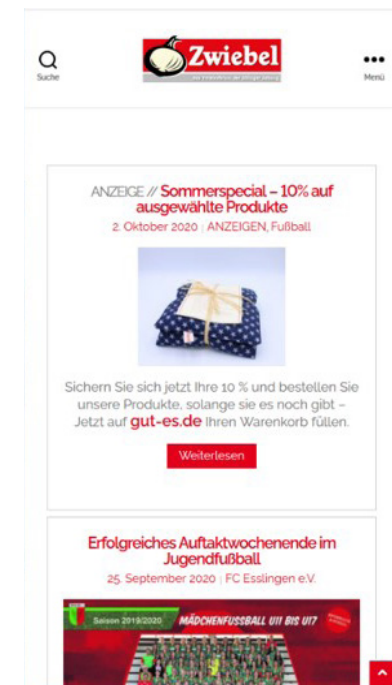 Zwiebel
Suche
Menü
ANZEIGE // Sommerspecial – 10% auf
ausgewählte Produkte
2. Oktober 2020 | ANZEIGEN, Fußball
Sichern Sie sich jetzt Ihre 10 % und bestellen Sie
unsere Produkte, solange sie es noch gibt –
Jetzt auf gut-es.de Ihren Warenkorb füllen.
Weiterlesen
Erfolgreiches Auftaktwochenende im
Jugendfußball
25. September 2020 | FC Esslingen e.V.
Saison 2019/2020 MÄDCHENFUSSBALL U11 BIS U17